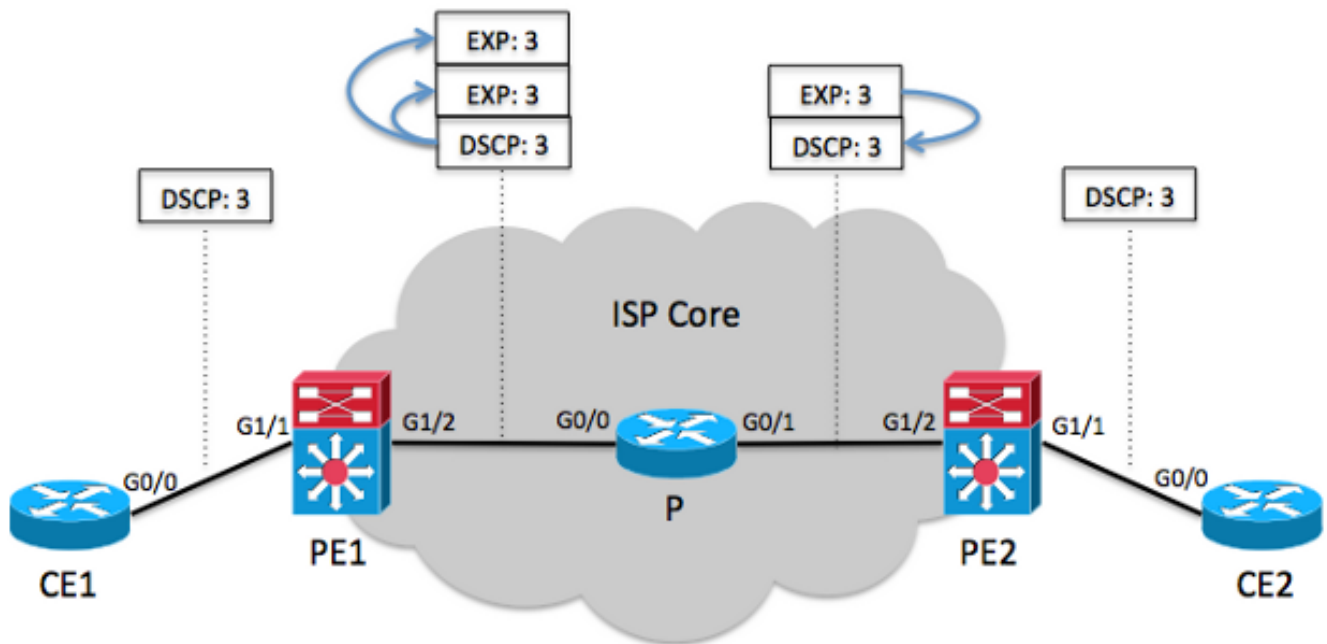 EXP: 3
EXP: 3
EXP: 3
DSCP: 3
DSCP: 3
DSCP: 3
DSCP: 3
ISP Core
G1/1
G1/2
G0/0
G0/1
G1/2
G1/1
G0/0
G0/0
P
CE1
PE1
PE2
CE2